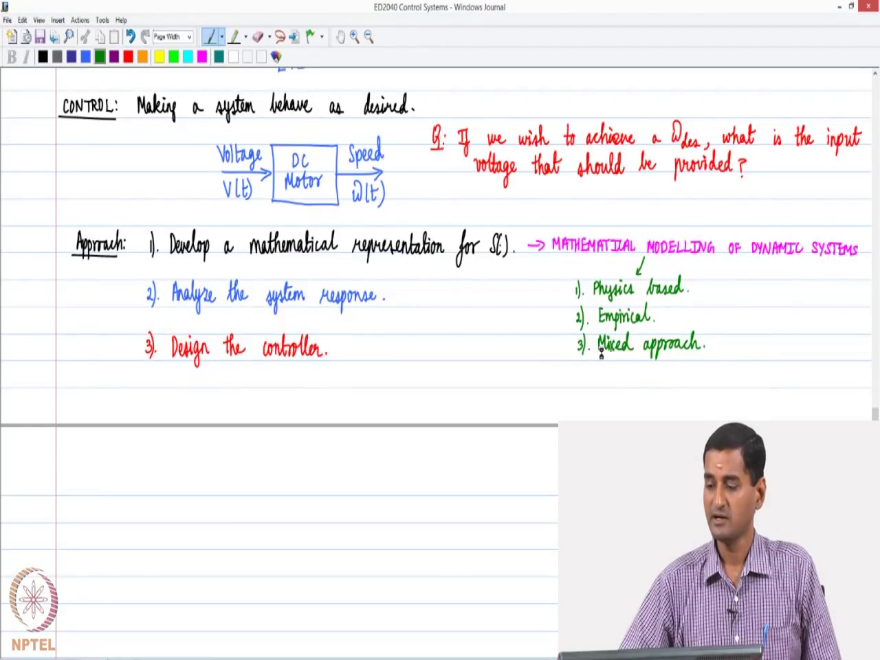 ED2040 Control Systems - Windows Journal
File Edit View Insert Actions Tools Help
Page Width
B I
CONTROL: Making a system behave as desired.
Voltage
V(t)
DC
Motor
Speed
ω(t)
Q: If we wish to achieve a ωdes, what is the input
voltage that should be provided?
Approach: 1). Develop a mathematical representation for S(.). → MATHEMATICAL MODELLING OF DYNAMIC SYSTEMS
2). Analyze the system response.
3). Design the controller.
1). Physics based.
2). Empirical.
3). Mixed approach.
NPTEL